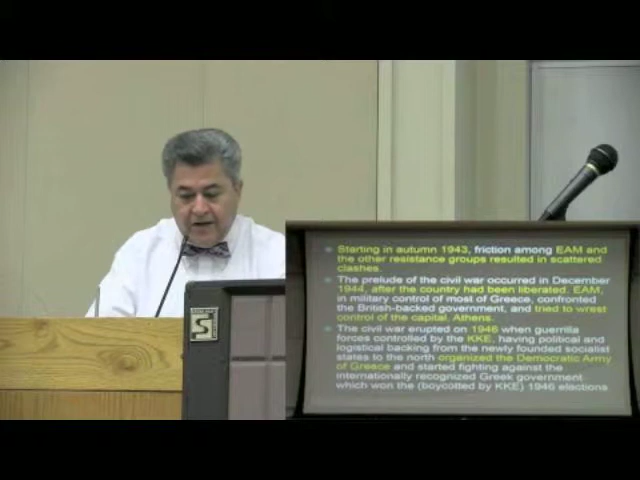 Starting in autumn 1943, friction among EAM and
the other resistance groups resulted in scattered
clashes.
The prelude of the civil war occurred in December
1944, after the country had been liberated. EAM,
in military control of most of Greece, confronted
the British-backed government, and tried to wrest
control of the capital. Athens.
The civil war erupted on 1946 when guerrilla
forces controlled by the KKE, having political and
logistical backing from the newly founded socialist
states to the north organized the Democratic Army
of Greece and started fighting against the
internationally recognized Greek government
which won the (boycotted by KKE) 1946 elections